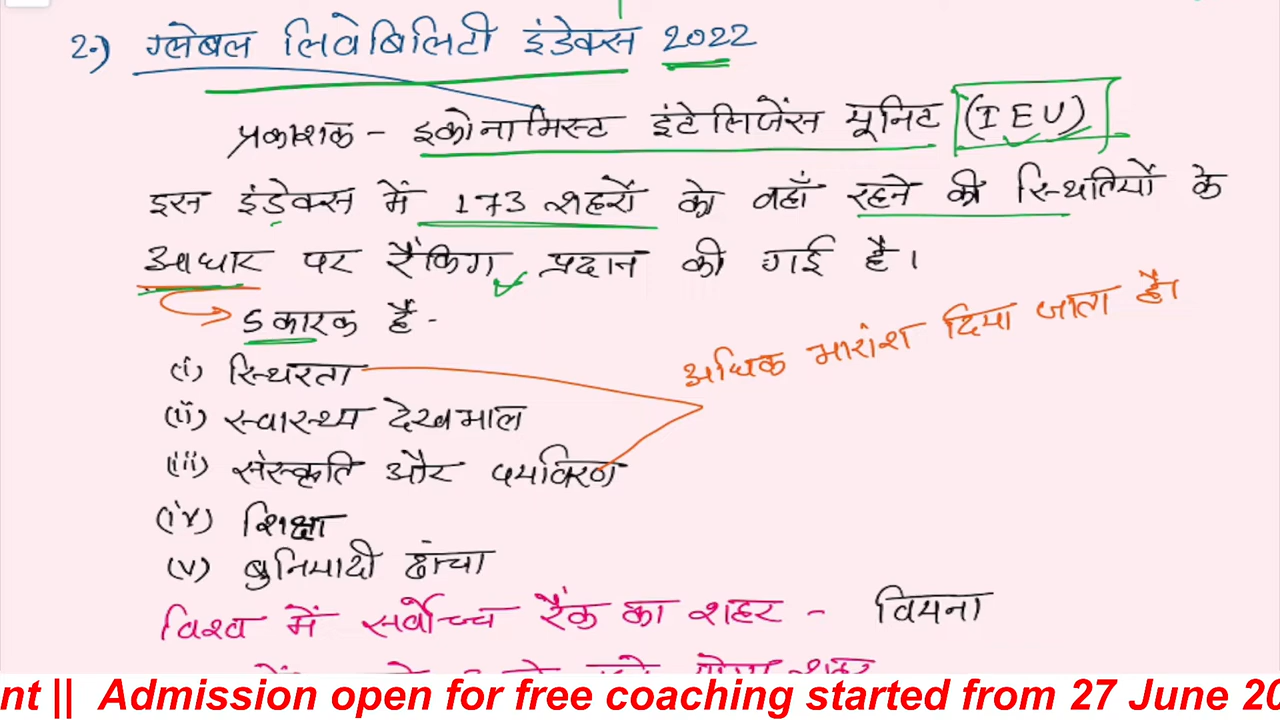 2.) ग्लेबल लिवेबिलिटी इंडेक्स 2022
प्रकाशक - इकोनामिस्ट इंटेलिजेंस यूनिट (IEU)
इस इंडेक्स में 173 शहरों को वहाँ रहने की स्थितियों के
आधार पर रैंकिग प्रदान की गई है।
5 कारक हैं -
अधिक भारांश दिया जाता है।
(i) स्थिरता
(ii) स्वास्थ्य देखभाल
(iii) संस्कृति और पर्यावरण
(iv) शिक्षा
(v) बुनियादी ढांचा
विश्व में सर्वोच्च रैंक का शहर - वियना
nt || Admission open for free coaching started from 27 June 20